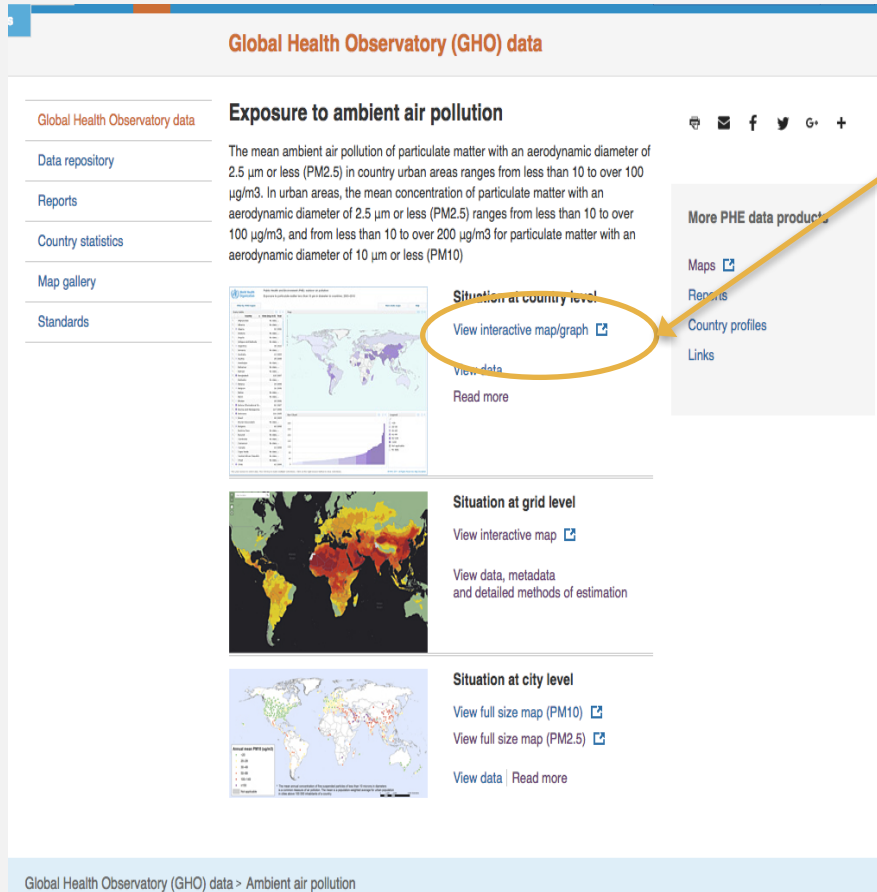 Global Health Observatory (GHO) data
Global Health Observatory data
Data repository
Reports
Country statistics
Map gallery
Standards
Exposure to ambient air pollution
The mean ambient air pollution of particulate matter with an aerodynamic diameter of
2.5 µm or less (PM2.5) in country urban areas ranges from less than 10 to over 100
µg/m3. In urban areas, the mean concentration of particulate matter with an
aerodynamic diameter of 2.5 µm or less (PM2.5) ranges from less than 10 to over
100 µg/m3, and from less than 10 to over 200 µg/m3 for particulate matter with an
aerodynamic diameter of 10 µm or less (PM10)
Situation at country level
View interactive map/graph
View data
Read more
Situation at grid level
View interactive map
View data, metadata
and detailed methods of estimation
Situation at city level
View full size map (PM10)
View full size map (PM2.5)
View data | Read more
More PHE data products
Maps
Reports
Country profiles
Links
Global Health Observatory (GHO) data > Ambient air pollution